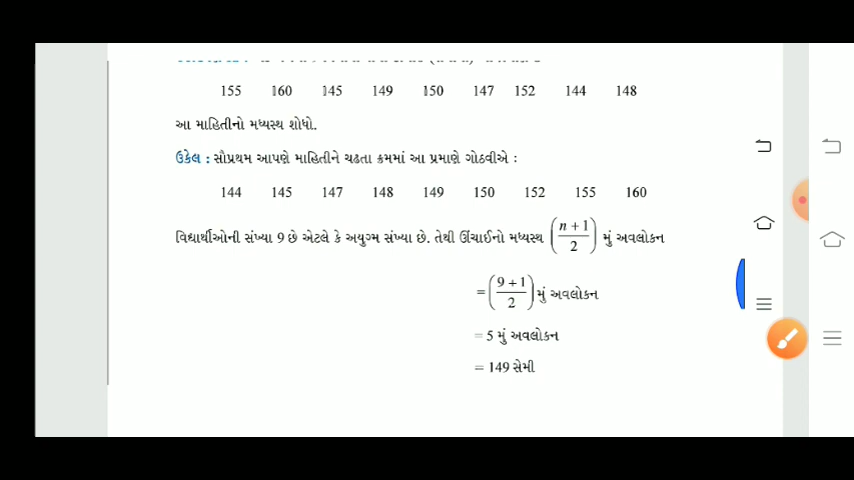 155 160 145 149 150 147 152 144 148
આ માહિતીનો મધ્યસ્થ શોધો.
ઉકેલ : સૌપ્રથમ આપણે માહિતીને ચઢતા ક્રમમાં આ પ્રમાણે ગોઠવીએ :
144 145 147 148 149 150 152 155 160
વિદ્યાર્થીઓની સંખ્યા 9 છે એટલે કે અયુગ્મ સંખ્યા છે. તેથી ઊંચાઈનો મધ્યસ્થ (n + 1 / 2) મું અવલોકન
= (9 + 1 / 2) મું અવલોકન
= 5 મું અવલોકન
= 149 સેમી